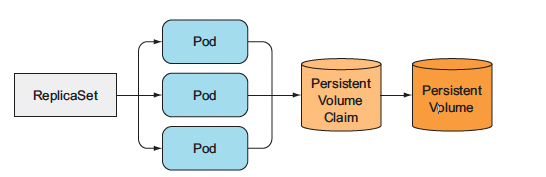 ReplicaSet
Pod
Pod
Pod
Persistent
Volume
Claim
Persistent
Volume